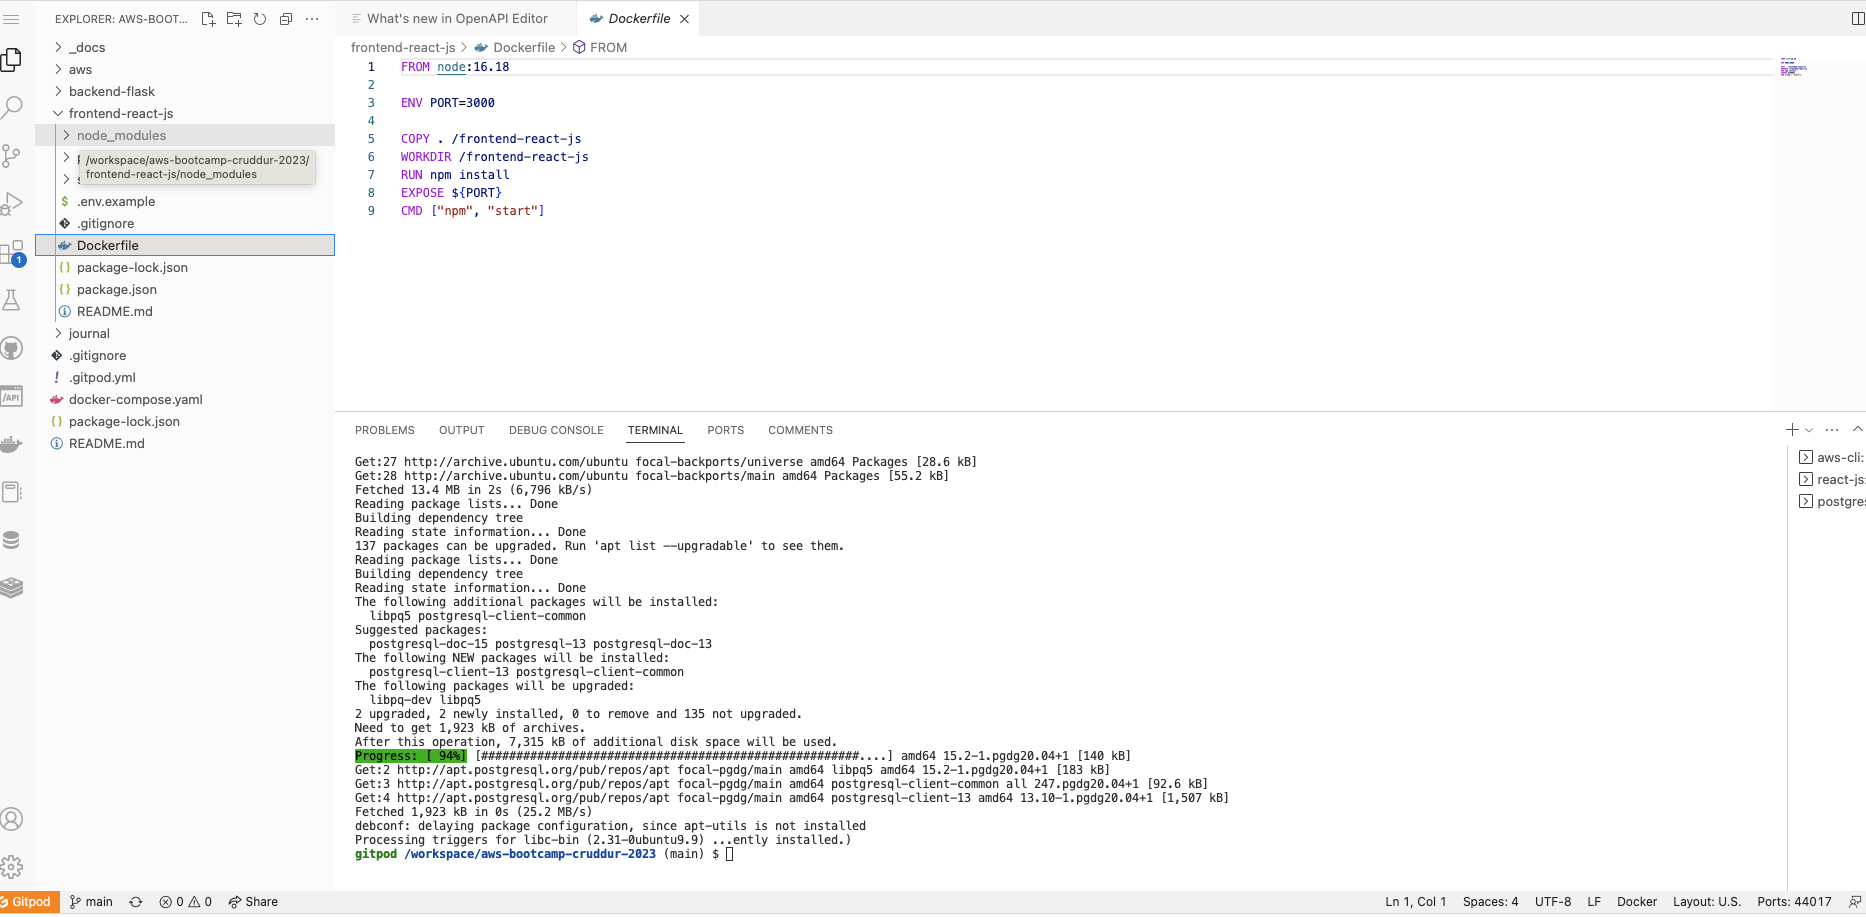 EXPLORER: AWS-BOOT...
_docs
aws
backend-flask
frontend-react-js
node_modules
/workspace/aws-bootcamp-cruddur-2023/
frontend-react-js/node_modules
.env.example
.gitignore
Dockerfile
package-lock.json
package.json
README.md
journal
.gitignore
.gitpod.yml
docker-compose.yaml
package-lock.json
README.md
/API
1
What's new in OpenAPI Editor
Dockerfile
frontend-react-js > Dockerfile > FROM
1 FROM node:16.18
2
3 ENV PORT=3000
4
5 COPY . /frontend-react-js
6 WORKDIR /frontend-react-js
7 RUN npm install
8 EXPOSE ${PORT}
9 CMD ["npm", "start"]
PROBLEMS OUTPUT DEBUG CONSOLE TERMINAL PORTS COMMENTS
Get:27 http://archive.ubuntu.com/ubuntu focal-backports/universe amd64 Packages [28.6 kB]
Get:28 http://archive.ubuntu.com/ubuntu focal-backports/main amd64 Packages [55.2 kB]
Fetched 13.4 MB in 2s (6,796 kB/s)
Reading package lists... Done
Building dependency tree
Reading state information... Done
137 packages can be upgraded. Run 'apt list --upgradable' to see them.
Reading package lists... Done
Building dependency tree
Reading state information... Done
The following additional packages will be installed:
libpq5 postgresql-client-common
Suggested packages:
postgresql-doc-15 postgresql-13 postgresql-doc-13
The following NEW packages will be installed:
postgresql-client-13 postgresql-client-common
The following packages will be upgraded:
libpq-dev libpq5
2 upgraded, 2 newly installed, 0 to remove and 135 not upgraded.
Need to get 1,923 kB of archives.
After this operation, 7,315 kB of additional disk space will be used.
Progress: [ 94%] [######################################################....] amd64 15.2-1.pgdg20.04+1 [140 kB]
Get:2 http://apt.postgresql.org/pub/repos/apt focal-pgdg/main amd64 libpq5 amd64 15.2-1.pgdg20.04+1 [183 kB]
Get:3 http://apt.postgresql.org/pub/repos/apt focal-pgdg/main amd64 postgresql-client-common all 247.pgdg20.04+1 [92.6 kB]
Get:4 http://apt.postgresql.org/pub/repos/apt focal-pgdg/main amd64 postgresql-client-13 amd64 13.10-1.pgdg20.04+1 [1,507 kB]
Fetched 1,923 kB in 0s (25.2 MB/s)
debconf: delaying package configuration, since apt-utils is not installed
Processing triggers for libc-bin (2.31-0ubuntu9.9) ...ently installed.)
gitpod /workspace/aws-bootcamp-cruddur-2023 (main) $
aws-cli:
react-js:
postgres
Gitpod main 0 0 Share
Ln 1, Col 1 Spaces: 4 UTF-8 LF Docker Layout: U.S. Ports: 44017